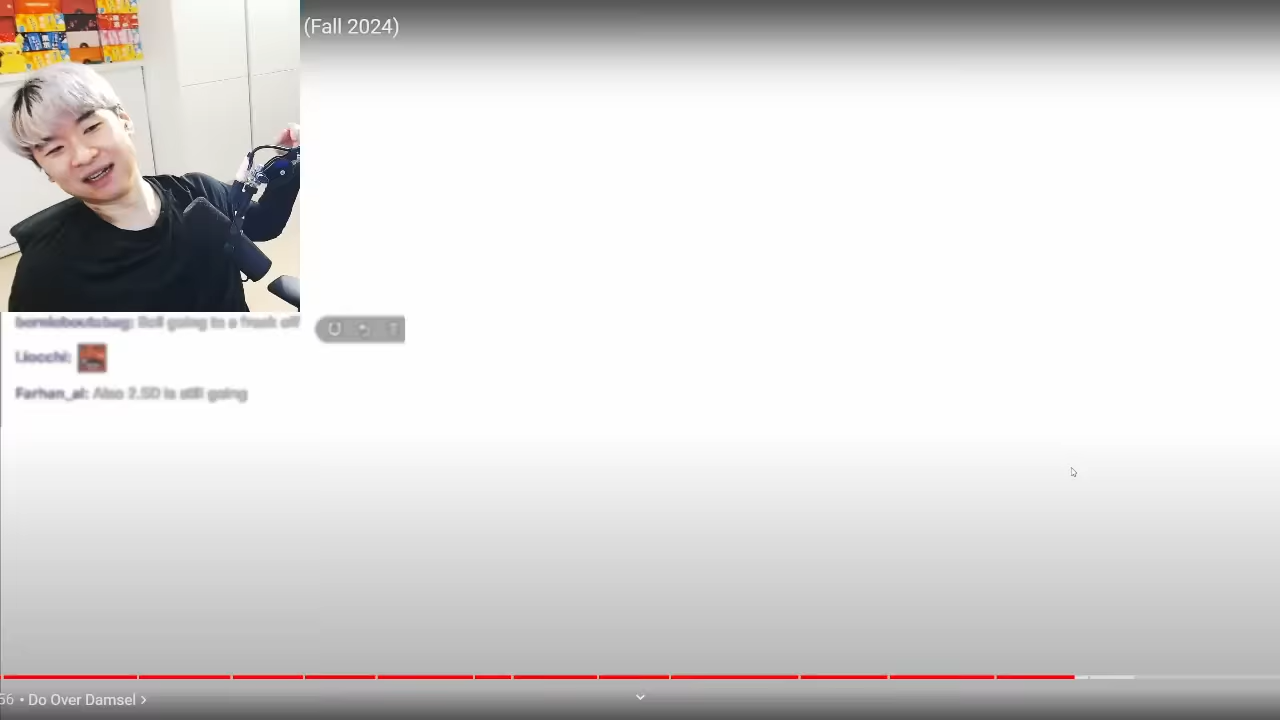 (Fall 2024)
Liocchi:
Farhan_al: Also 2.5D is still going
56 • Do Over Damsel ›